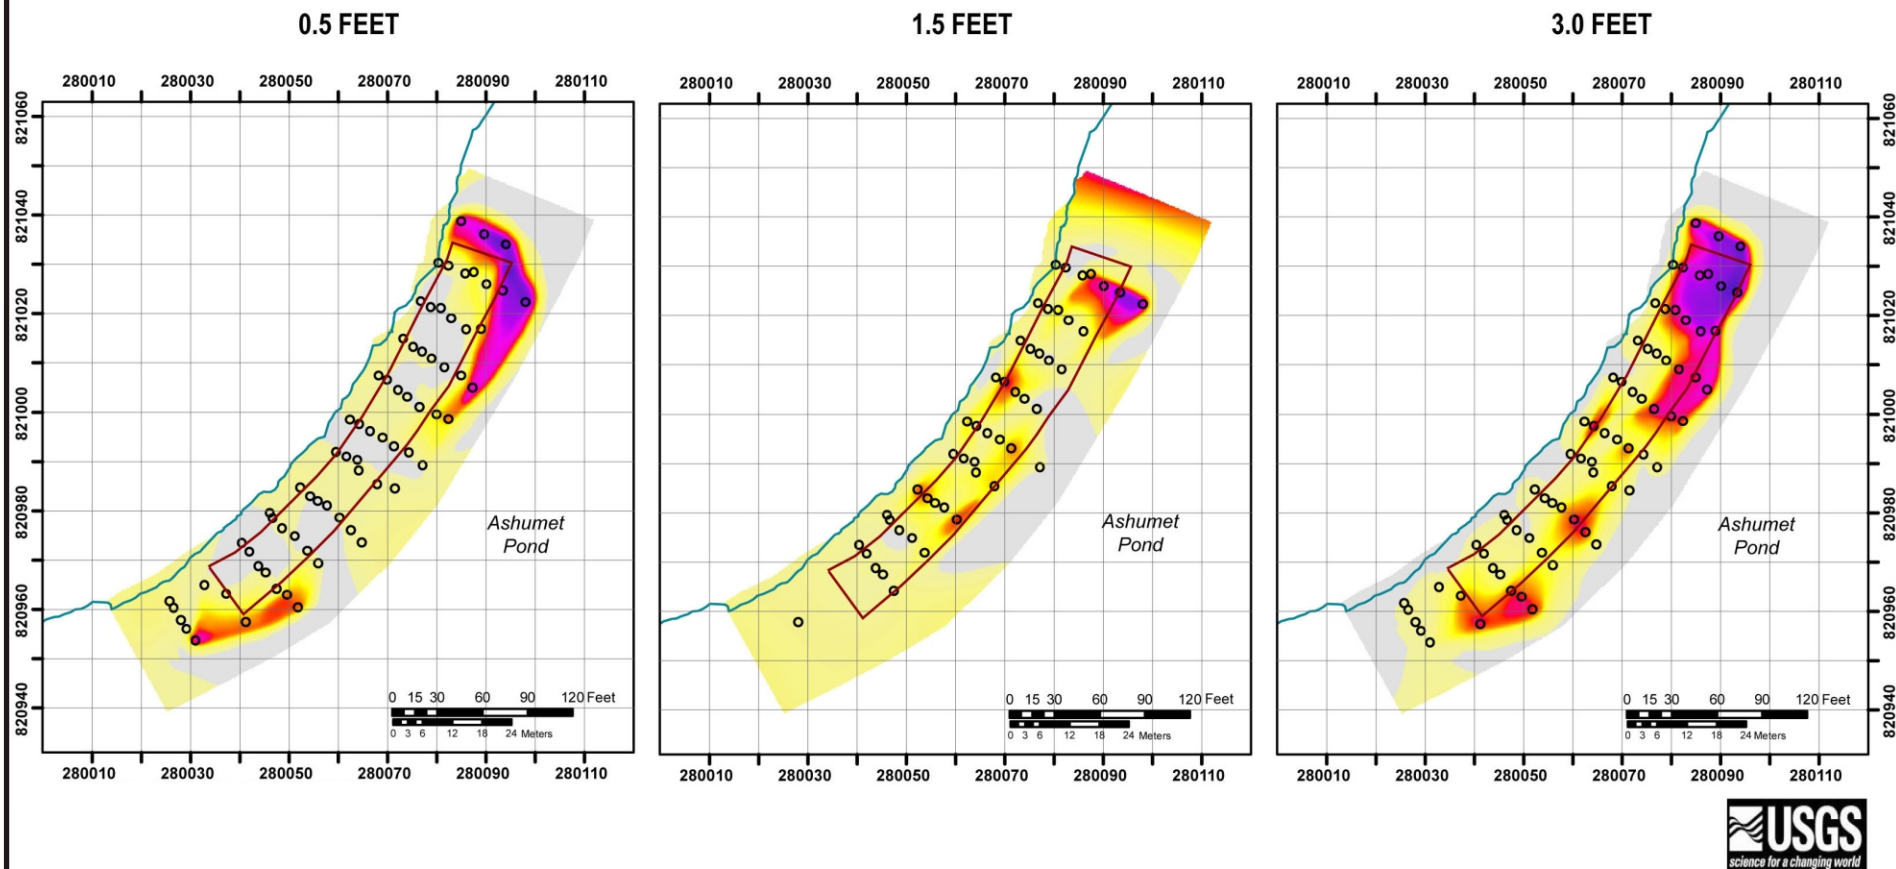 0.5 FEET 1.5 FEET 3.0 FEET
280010 280030 280050 280070 280090 280110 280010 280030 280050 280070 280090 280110 280010 280030 280050 280070 280090 280110
821060 821060
821040 821040
821020 821020
821000 821000
820980 820980
Ashumet Ashumet Ashumet
Pond Pond Pond
820960 820960
820940 820940
0 15 30 60 90 120 Feet 0 15 30 60 90 120 Feet 0 15 30 60 90 120 Feet
0 3 6 12 18 24 Meters 0 3 6 12 18 24 Meters 0 3 6 12 18 24 Meters
280010 280030 280050 280070 280090 280110 280010 280030 280050 280070 280090 280110 280010 280030 280050 280070 280090 280110
USGS
science for a changing world